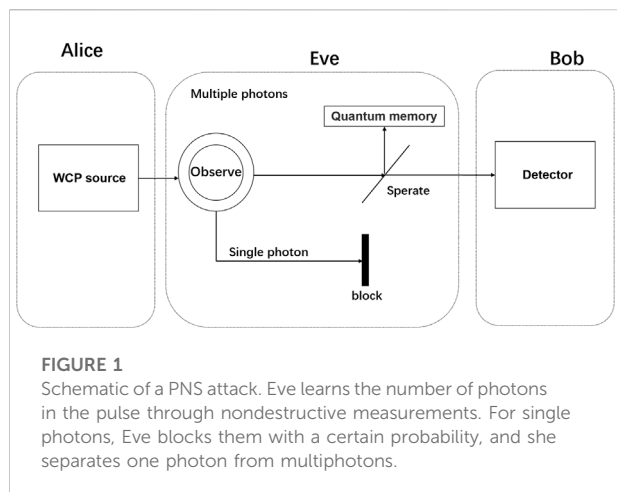 Alice
Eve
Bob
Multiple photons
Quantum memory
WCP source
Observe
Sperate
Detector
Single photon
block
FIGURE 1
Schematic of a PNS attack. Eve learns the number of photons
in the pulse through nondestructive measurements. For single
photons, Eve blocks them with a certain probability, and she
separates one photon from multiphotons.